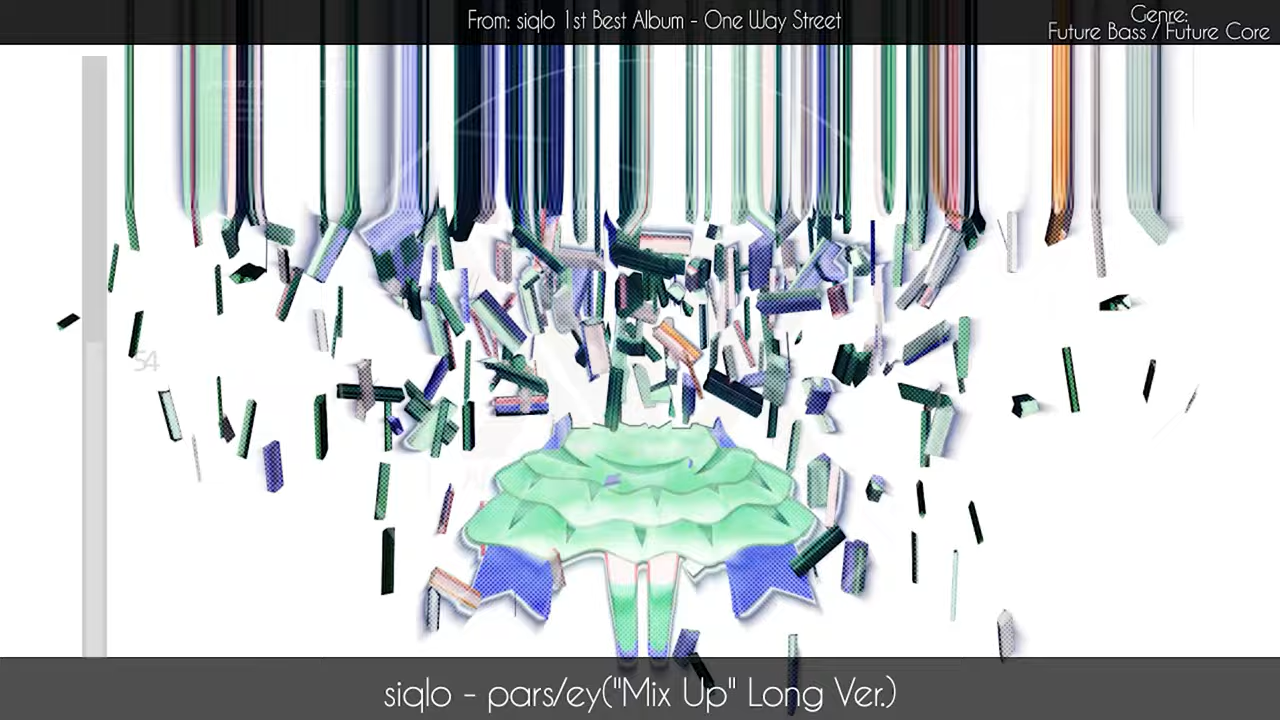 From: siqlo 1st Best Album - One Way Street
Genre:
Future Bass / Future Core
54
siqlo - pars/ey("Mix Up" Long Ver.)